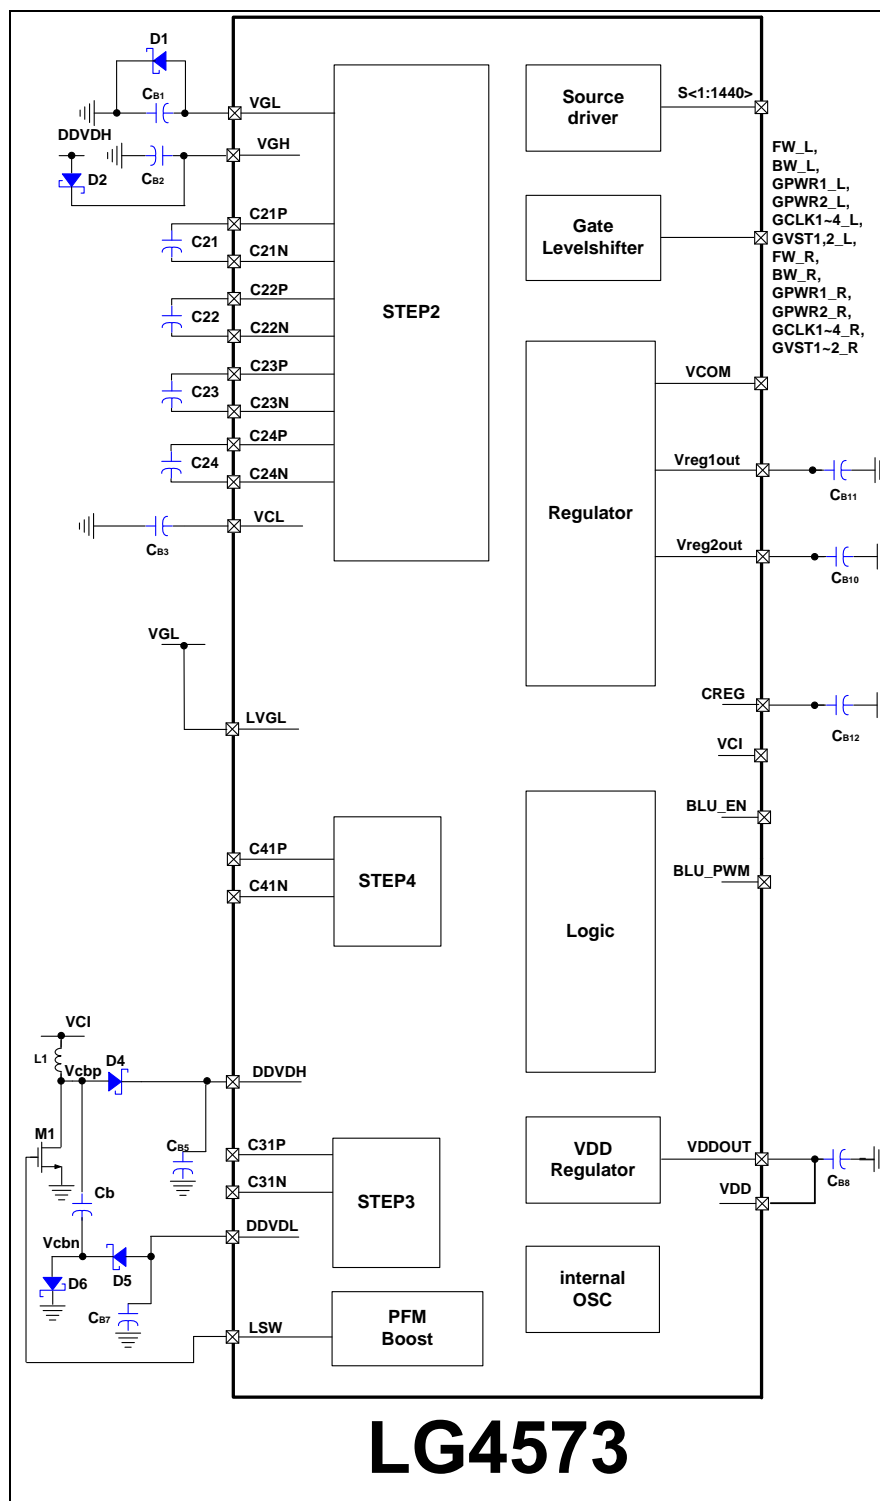 D1
CB1
VGL
DDVDH
D2
CB2
VGH
C21P
C21
C21N
C22P
C22
C22N
C23P
C23
C23N
C24P
C24
C24N
CB3
VCL
STEP2
VGL
LVGL
C41P
C41N
STEP4
VCI
L1
Vcbp
D4
DDVDH
M1
CB5
C31P
C31N
STEP3
Cb
DDVDL
Vcbn
D6
D5
CB7
LSW
PFM
Boost
Source
driver
S<1:1440>
Gate
Levelshifter
FW_L,
BW_L,
GPWR1_L,
GPWR2_L,
GCLK1~4_L,
GVST1,2_L,
FW_R,
BW_R,
GPWR1_R,
GPWR2_R,
GCLK1~4_R,
GVST1~2_R
Regulator
VCOM
Vreg1out
CB11
Vreg2out
CB10
CREG
CB12
VCI
Logic
BLU_EN
BLU_PWM
VDD
Regulator
VDDOUT
CB8
VDD
internal
OSC
LG4573